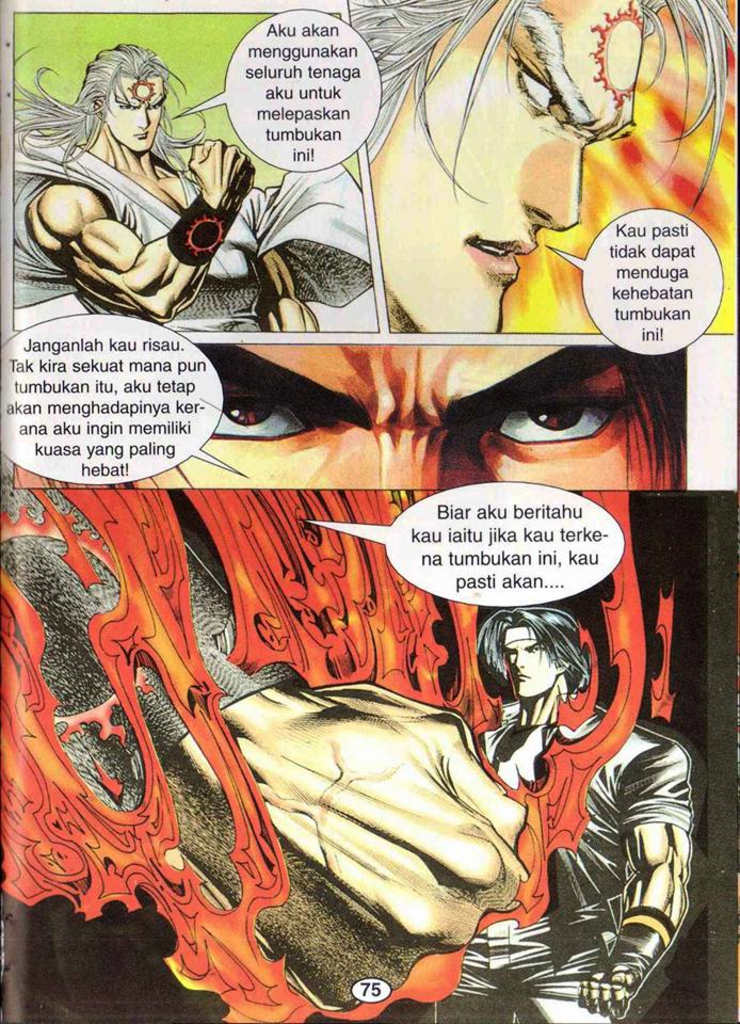 Aku akan
menggunakan
seluruh tenaga
aku untuk
melepaskan
tumbukan
ini!
Kau pasti
tidak dapat
menduga
kehebatan
tumbukan
ini!
Janganlah kau risau.
Tak kira sekuat mana pun
tumbukan itu, aku tetap
akan menghadapinya ker-
ana aku ingin memiliki
kuasa yang paling
hebat!
Biar aku beritahu
kau iaitu jika kau terke-
na tumbukan ini, kau
pasti akan....
75